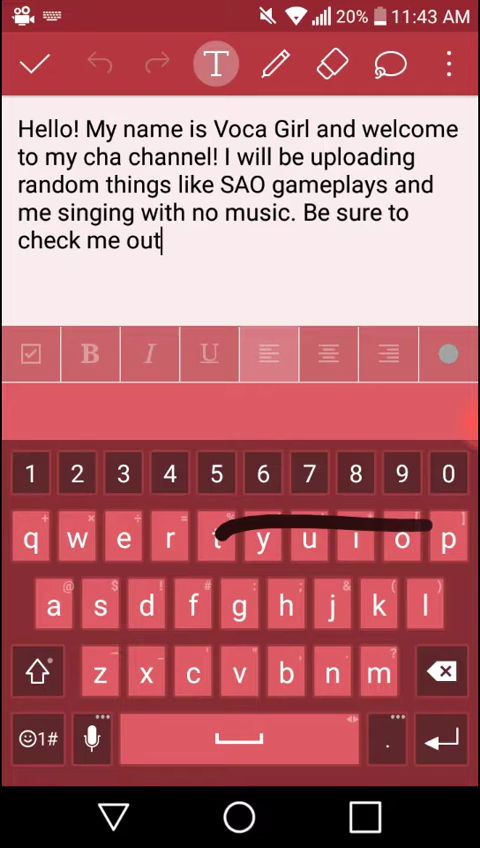 20% 11:43 AM
T
Hello! My name is Voca Girl and welcome
to my cha channel! I will be uploading
random things like SAO gameplays and
me singing with no music. Be sure to
check me out
B I U
1 2 3 4 5 6 7 8 9 0
q w e r t y u i o p
a s d f g h j k l
z x c v b n m
☺1# .